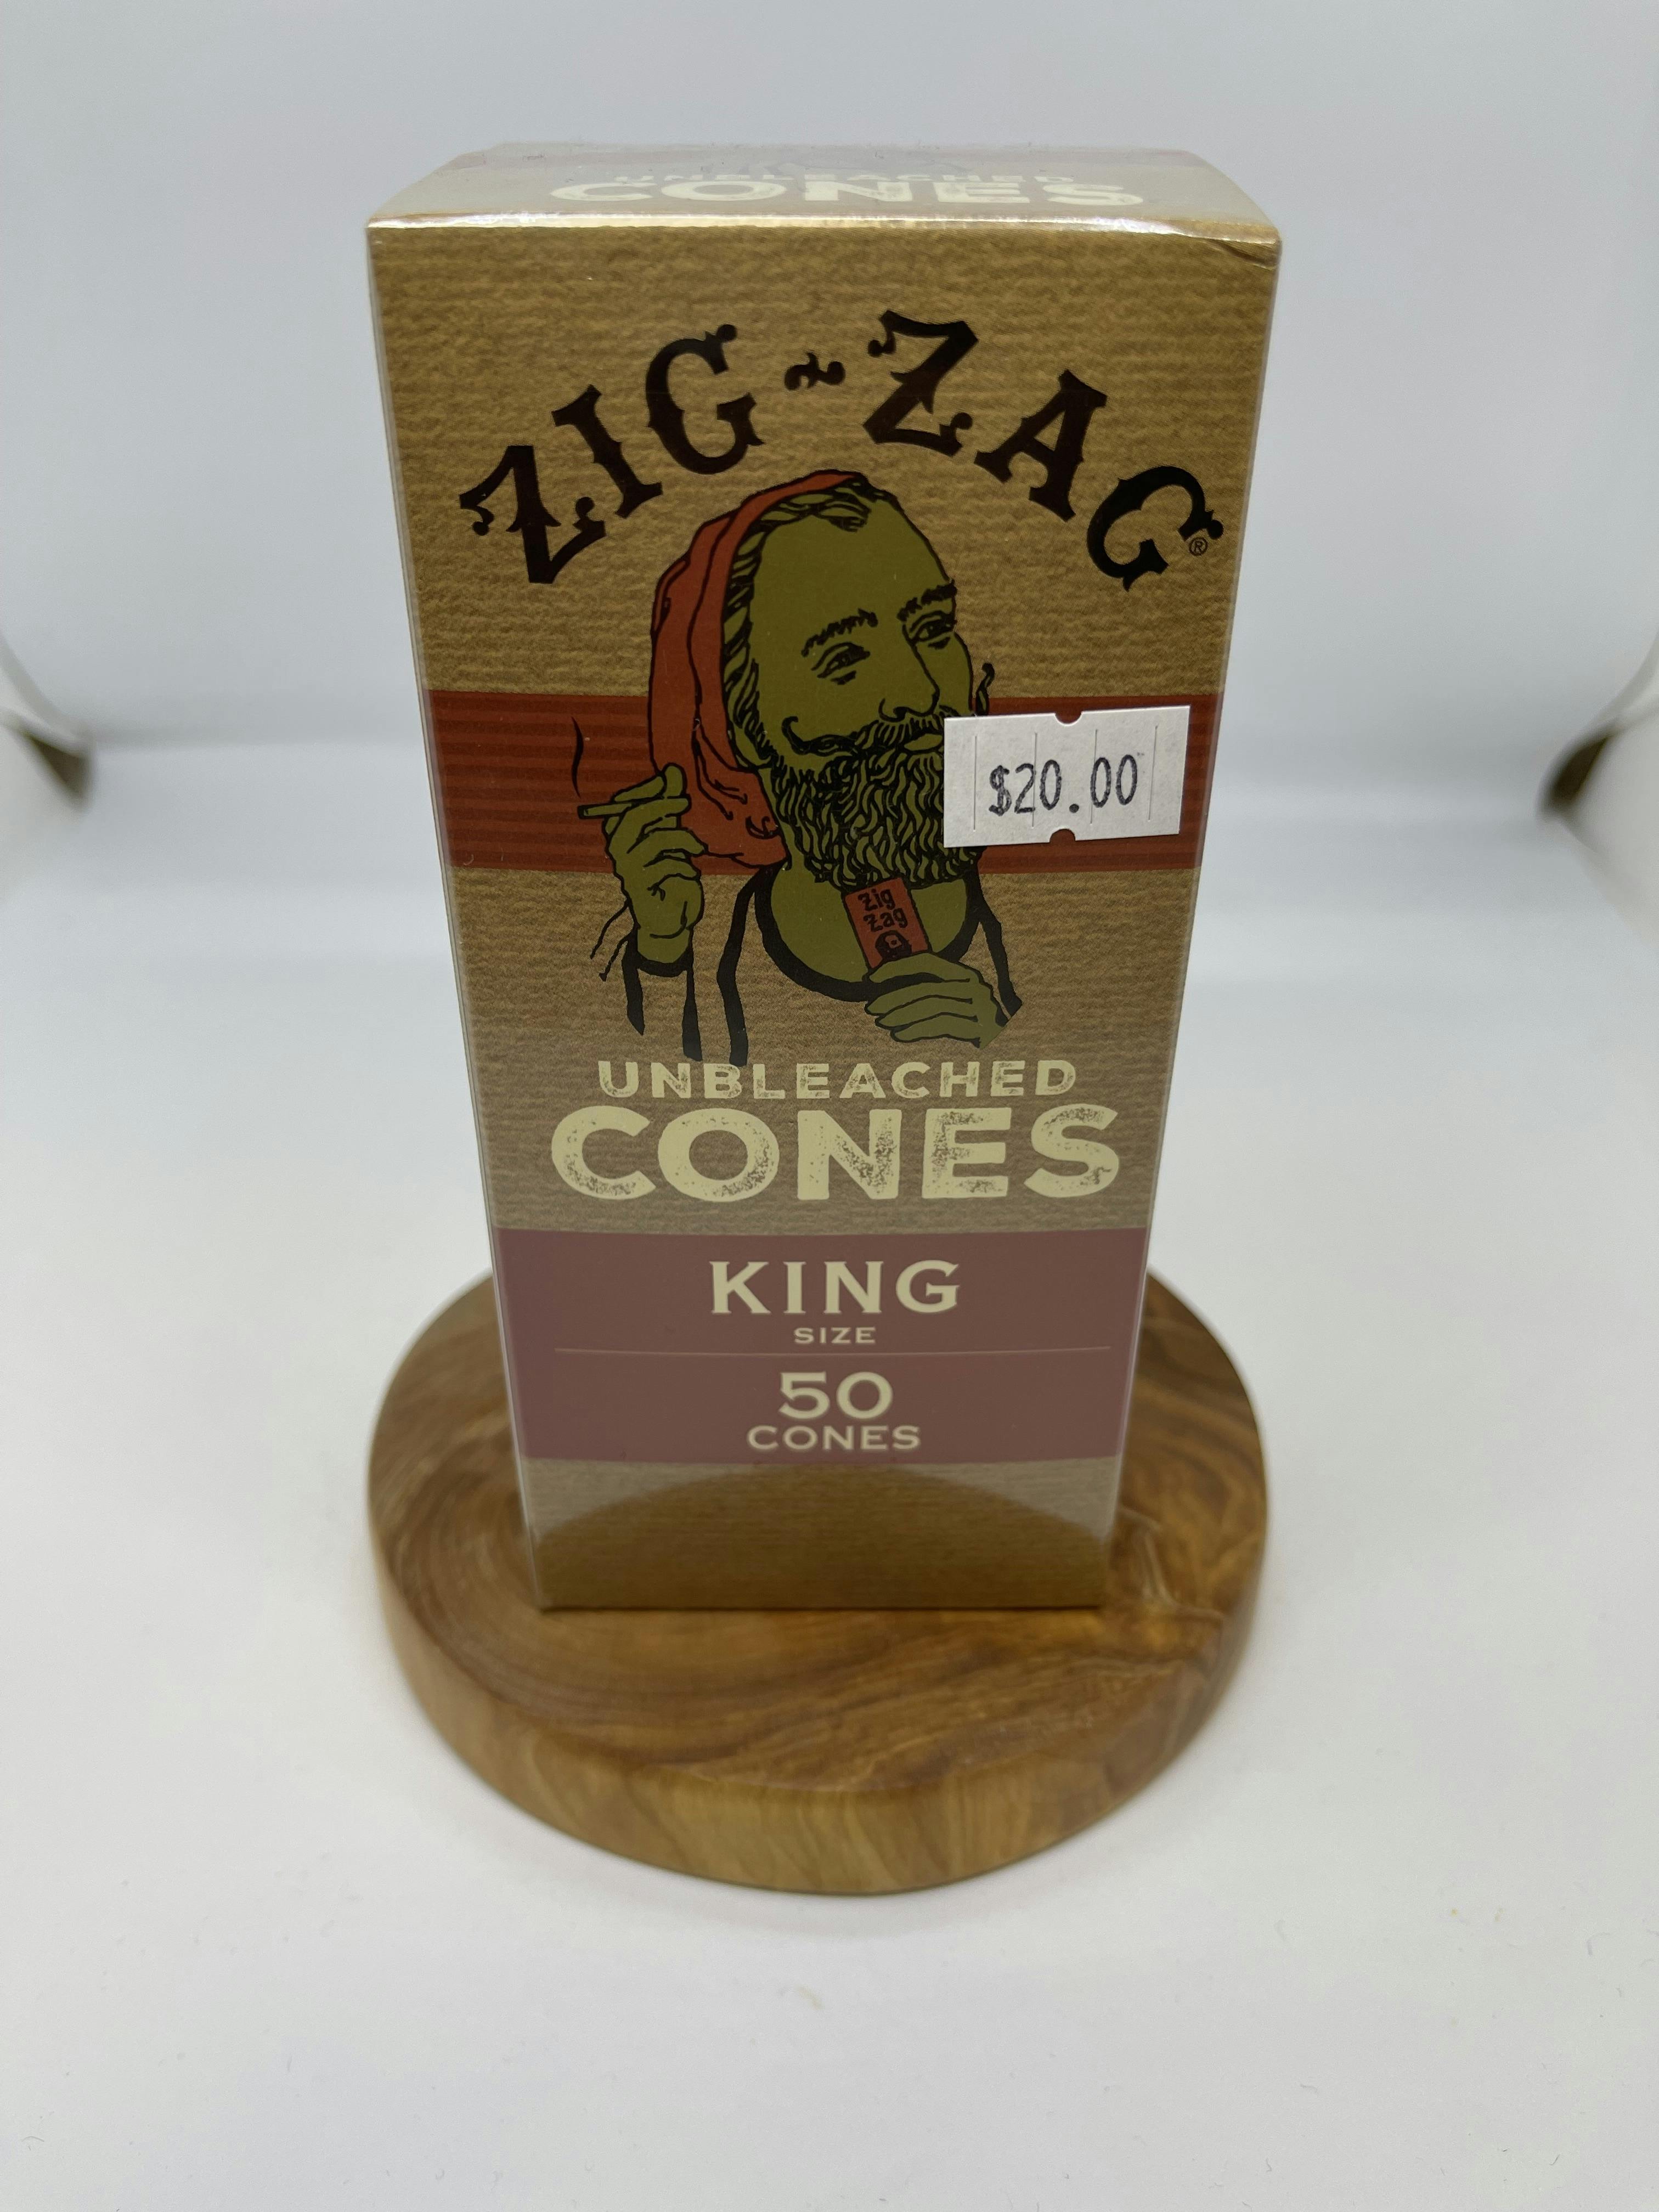 UNBLEACHED
CONES
ZIG-ZAG®
$20.00
zig
zag
UNBLEACHED
CONES
KING
SIZE
50
CONES